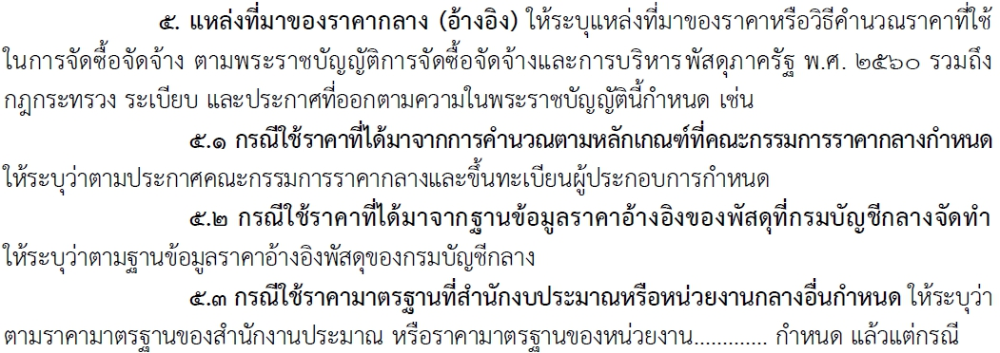 ๕. แหล่งที่มาของราคากลาง (อ้างอิง) ให้ระบุแหล่งที่มาของราคาหรือวิธีคำนวณราคาที่ใช้
ในการจัดซื้อจัดจ้าง ตามพระราชบัญญัติการจัดซื้อจัดจ้างและการบริหารพัสดุภาครัฐ พ.ศ. ๒๕๖๐ รวมถึง
กฎกระทรวง ระเบียบ และประกาศที่ออกตามความในพระราชบัญญัตินี้กำหนด เช่น
๕.๑ กรณีใช้ราคาที่ได้มาจากการคำนวณตามหลักเกณฑ์ที่คณะกรรมการราคากลางกำหนด
ให้ระบุว่าตามประกาศคณะกรรมการราคากลางและขึ้นทะเบียนผู้ประกอบการกำหนด
๕.๒ กรณีใช้ราคาที่ได้มาจากฐานข้อมูลราคาอ้างอิงของพัสดุที่กรมบัญชีกลางจัดทำ
ให้ระบุว่าตามฐานข้อมูลราคาอ้างอิงพัสดุของกรมบัญชีกลาง
๕.๓ กรณีใช้ราคามาตรฐานที่สำนักงบประมาณหรือหน่วยงานกลางอื่นกำหนด ให้ระบุว่า
ตามราคามาตรฐานของสำนักงานประมาณ หรือราคามาตรฐานของหน่วยงาน............. กำหนด แล้วแต่กรณี